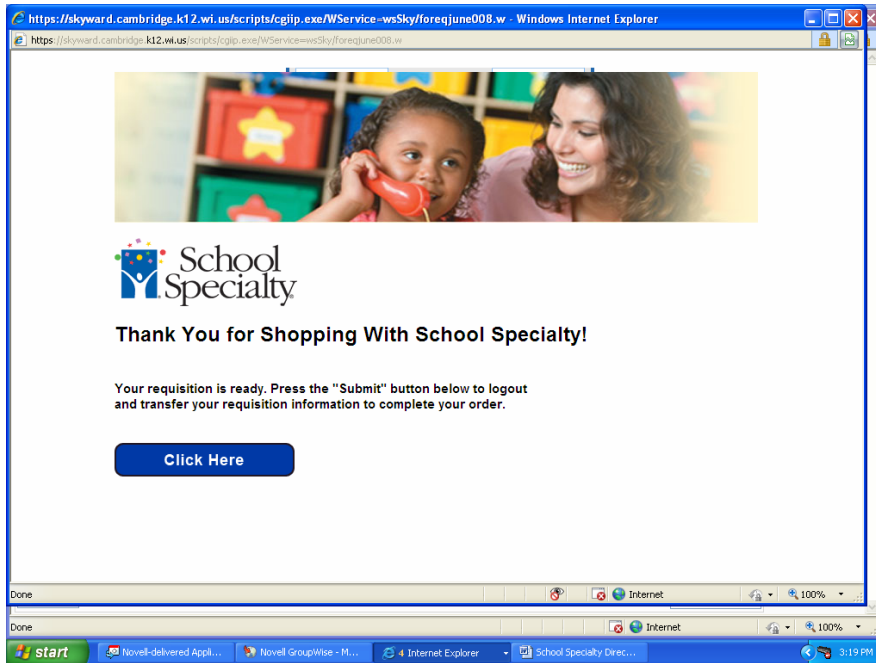 https://skyward.cambridge.k12.wi.us/scripts/cgiip.exe/WService=wsSky/foreqjune008.w - Windows Internet Explorer
https://skyward.cambridge.k12.wi.us/scripts/cgiip.exe/WService=wsSky/foreqjune008.w
School
Specialty.
Thank You for Shopping With School Specialty!
Your requisition is ready. Press the "Submit" button below to logout
and transfer your requisition information to complete your order.
Click Here
Done Internet 100%
Done Internet 100%
start Novell-delivered Appli... Novell GroupWise - M... 4 Internet Explorer School Specialty Direc... 3:19 PM